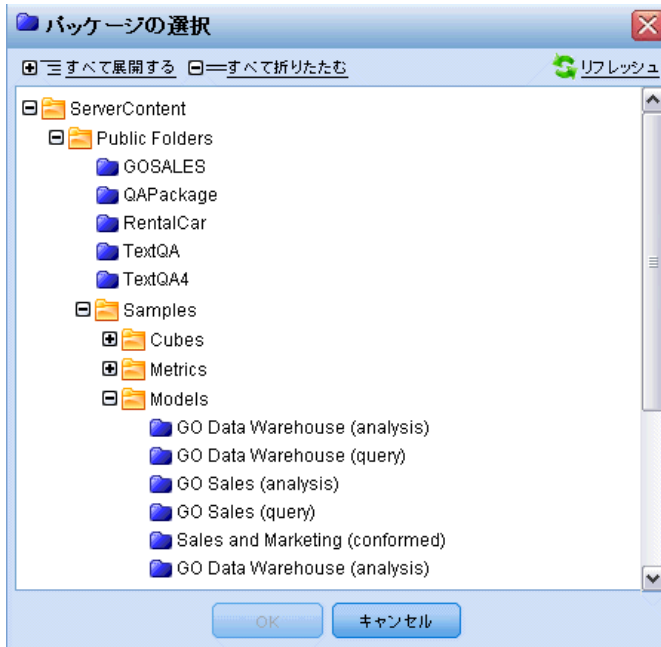 パッケージの選択
すべて展開する すべて折りたたむ リフレッシュ
ServerContent
Public Folders
GOSALES
QAPackage
RentalCar
TextQA
TextQA4
Samples
Cubes
Metrics
Models
GO Data Warehouse (analysis)
GO Data Warehouse (query)
GO Sales (analysis)
GO Sales (query)
Sales and Marketing (conformed)
GO Data Warehouse (analysis)
OK キャンセル